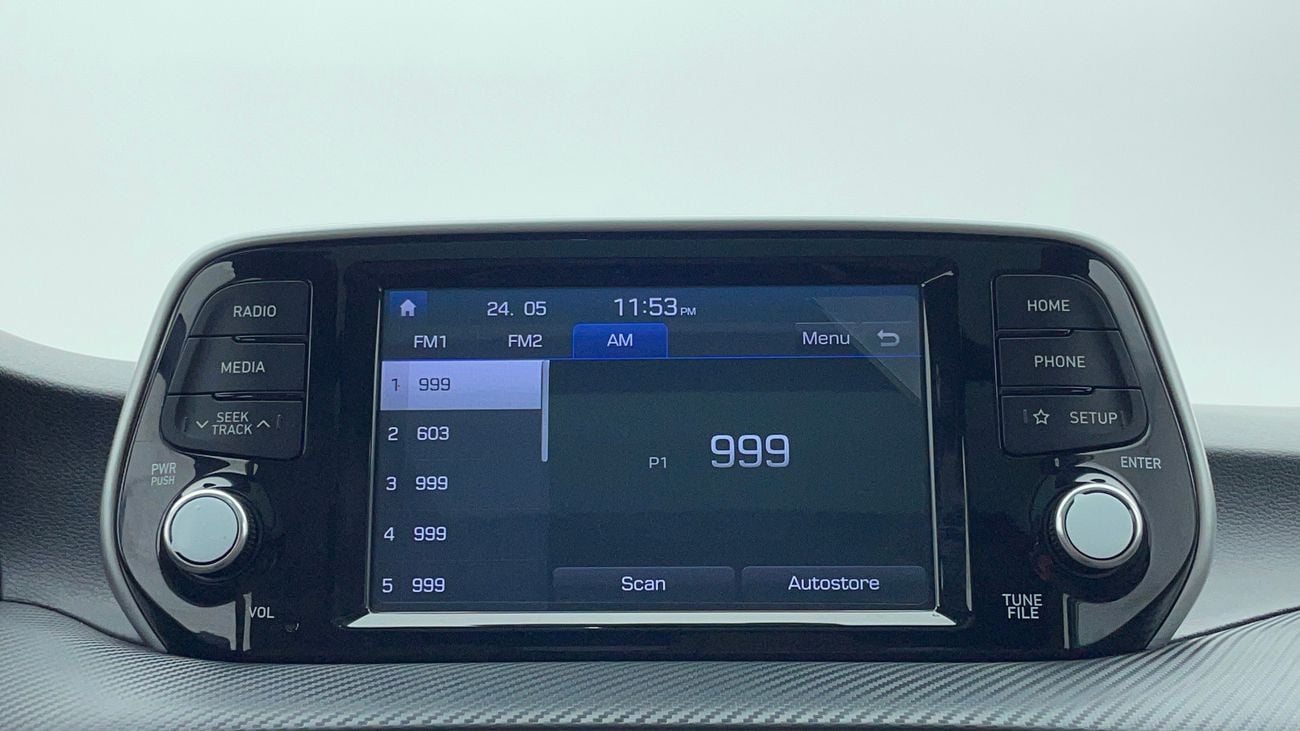 RADIO
MEDIA
SEEK
TRACK
PWR
PUSH
VOL
24. 05 11:53 PM
FM1 FM2 AM Menu
1 999
2 603
3 999
4 999
5 999
P1 999
Scan Autostore
HOME
PHONE
SETUP
ENTER
TUNE
FILE